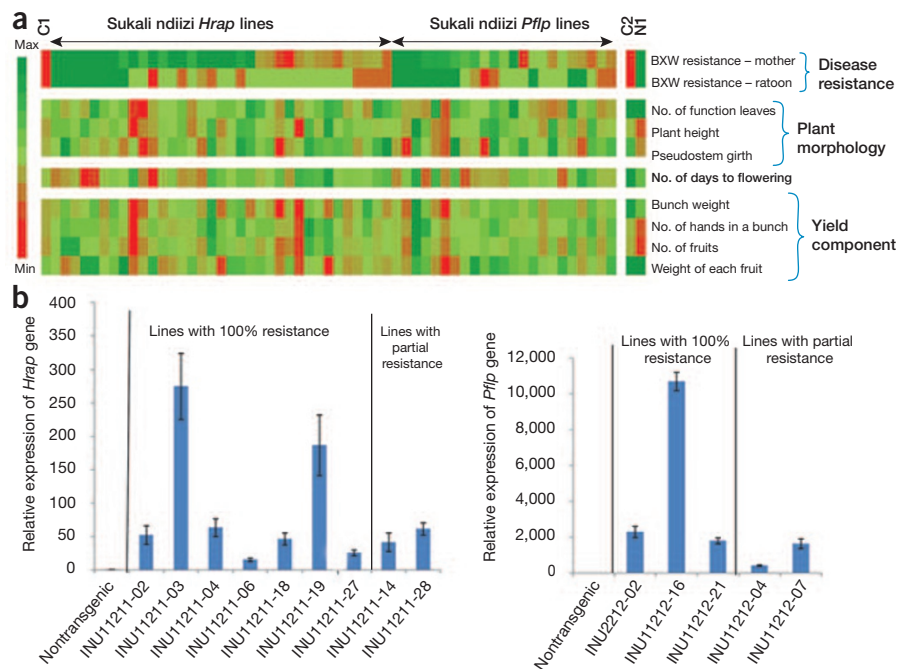 a
C1
Sukali ndiizi Hrap lines
Sukali ndiizi Pflp lines
C2
N1
Max
Min
BXW resistance – mother
BXW resistance – ratoon
Disease
resistance
No. of function leaves
Plant height
Pseudostem girth
Plant
morphology
No. of days to flowering
Bunch weight
No. of hands in a bunch
No. of fruits
Weight of each fruit
Yield
component
b
Relative expression of Hrap gene
400
350
300
250
200
150
100
50
0
Lines with 100% resistance
Lines with
partial
resistance
Nontransgenic
INU11211-02
INU11211-03
INU11211-04
INU11211-06
INU11211-18
INU11211-19
INU11211-27
INU11211-14
INU11211-28
Relative expression of Pflp gene
12,000
10,000
8,000
6,000
4,000
2,000
0
Lines with 100%
resistance
Lines with partial
resistance
Nontransgenic
INU2212-02
INU11212-16
INU11212-21
INU11212-04
INU11212-07